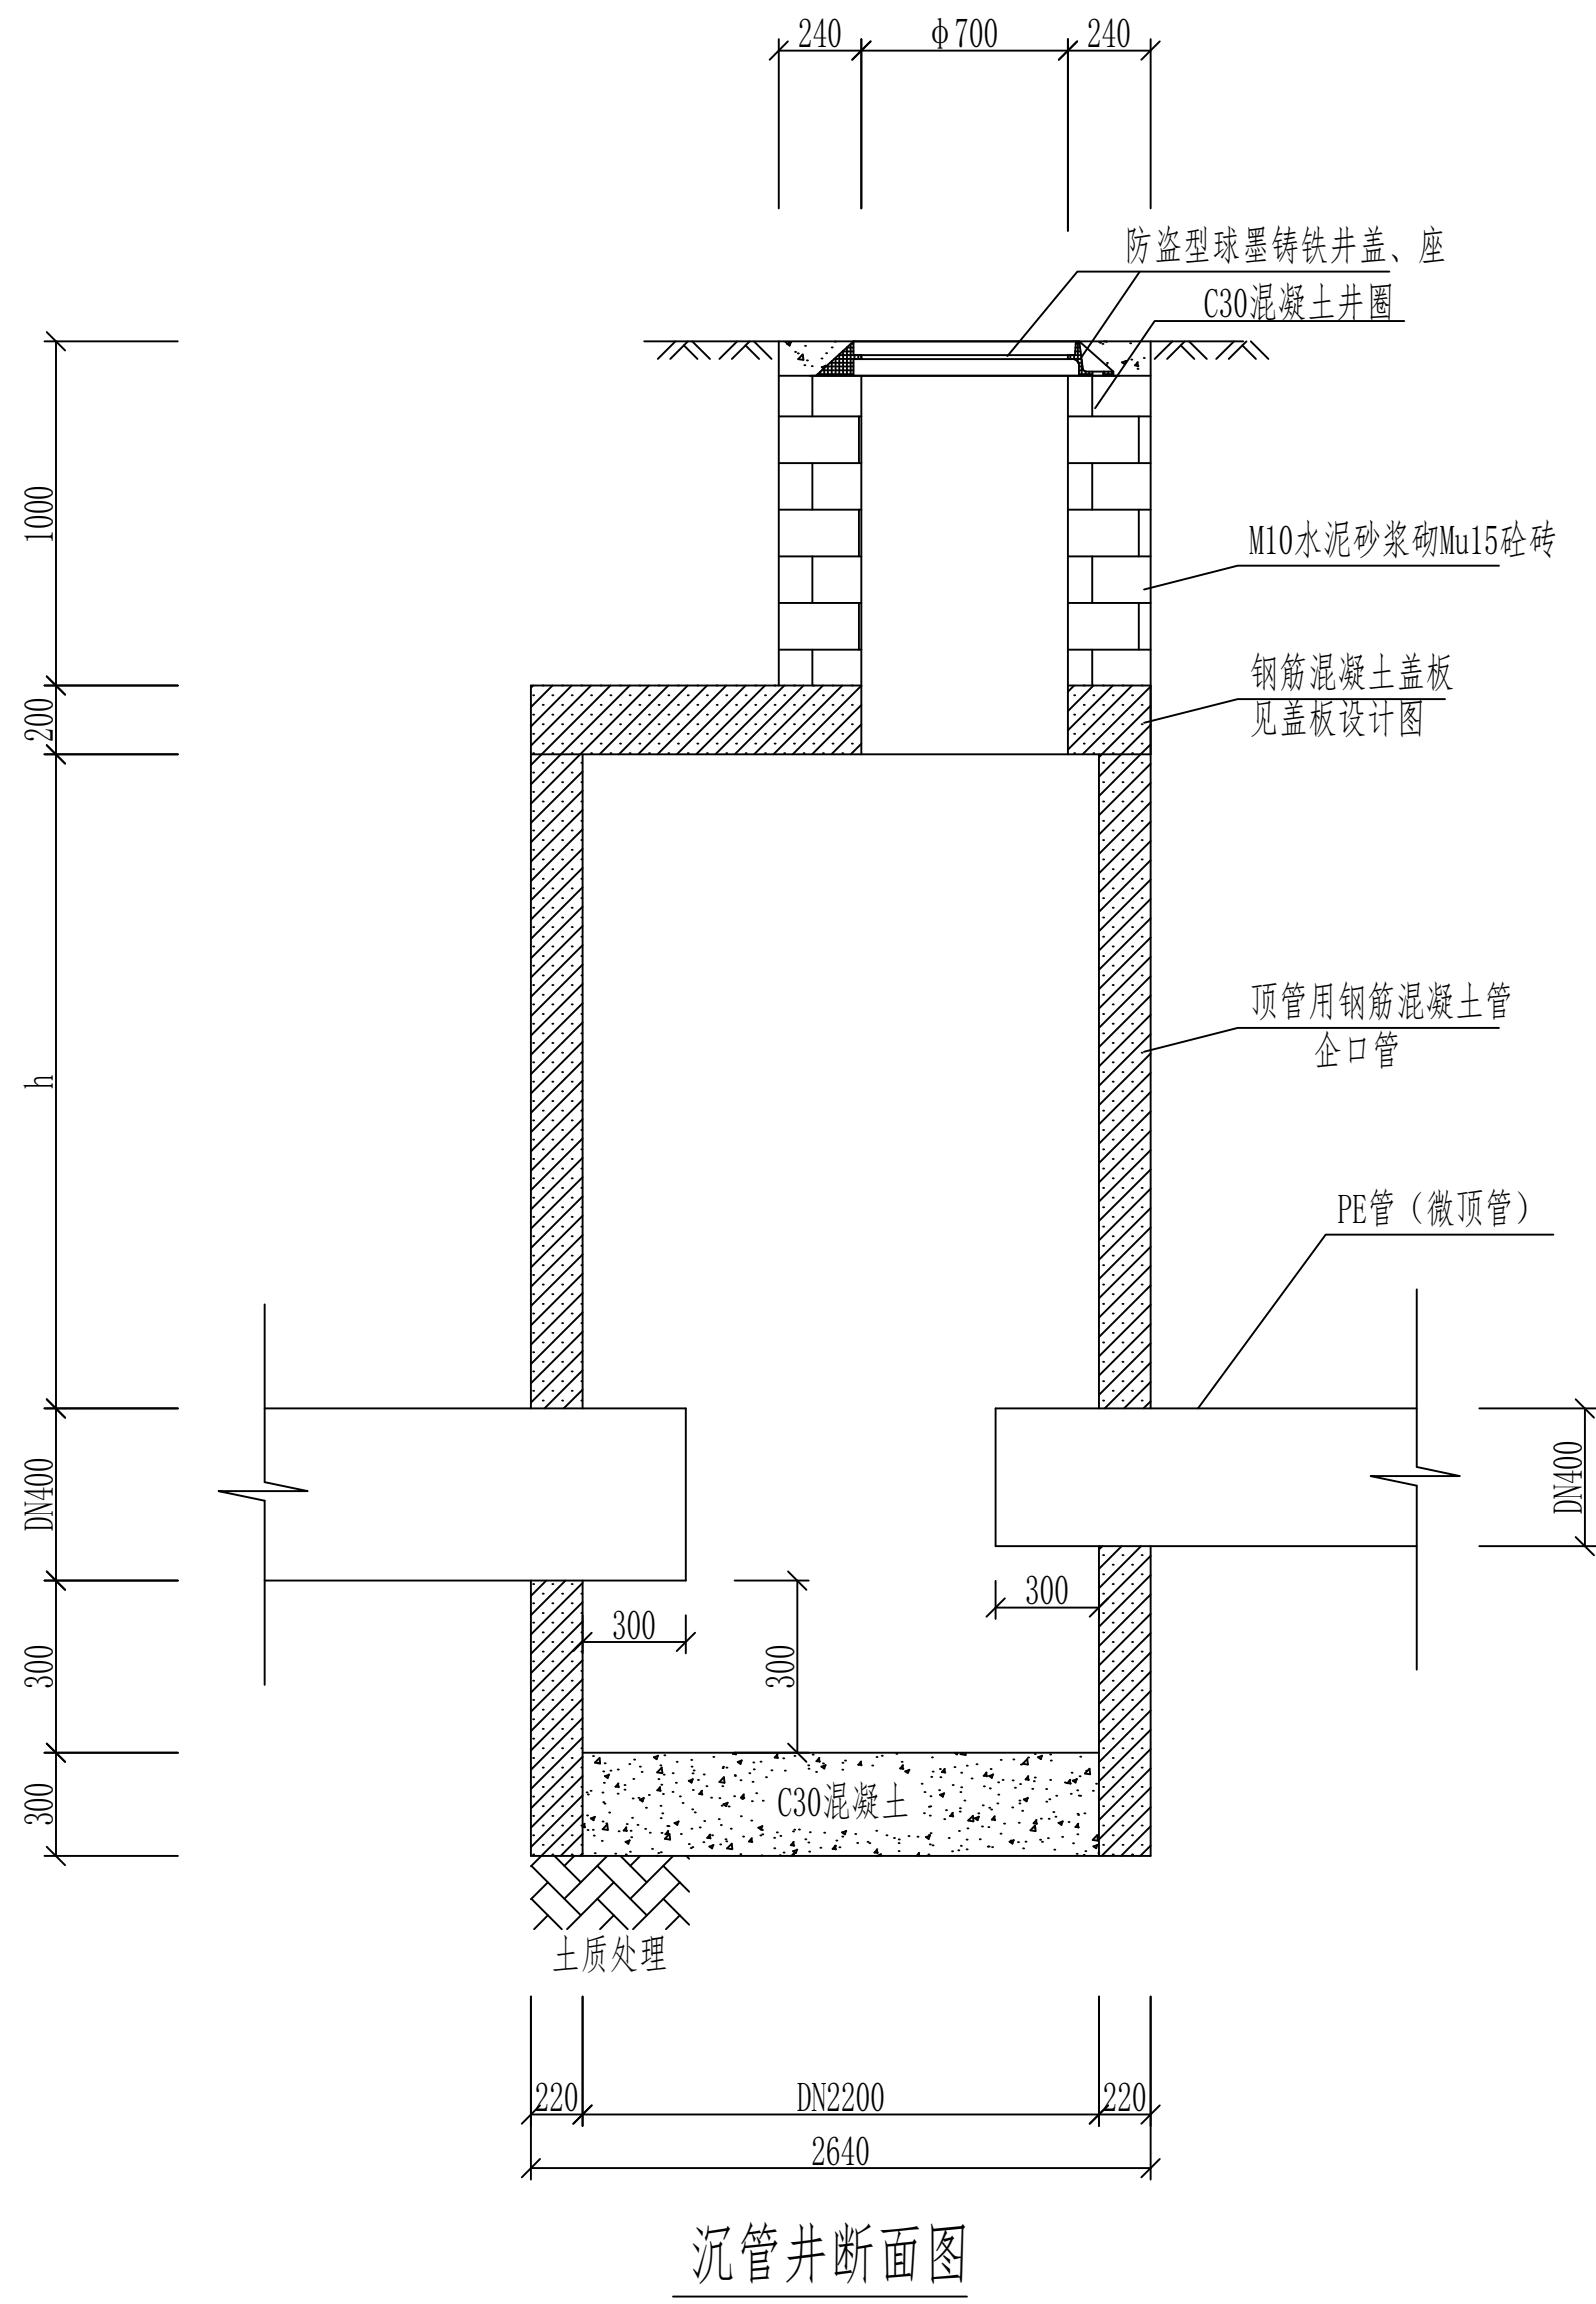 240
ф700
240
防盗型球墨铸铁井盖、座
C30混凝土井圈
1000
M10水泥砂浆砌Mu15砼砖
200
钢筋混凝土盖板
见盖板设计图
h
顶管用钢筋混凝土管
企口管
PE管（微顶管）
DN400
DN400
300
300
300
300
300
C30混凝土
土质处理
220
DN2200
220
2640
沉管井断面图